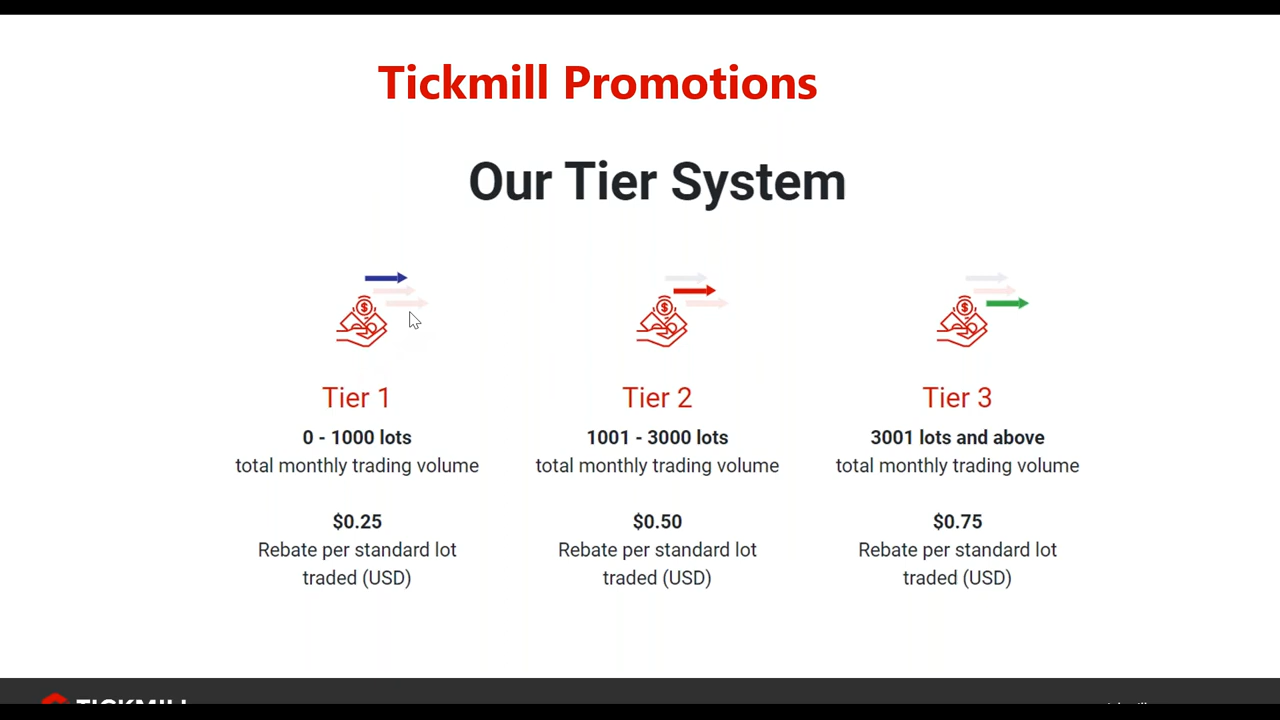 Tickmill Promotions
Our Tier System
Tier 1
0 - 1000 lots
total monthly trading volume
$0.25
Rebate per standard lot
traded (USD)
Tier 2
1001 - 3000 lots
total monthly trading volume
$0.50
Rebate per standard lot
traded (USD)
Tier 3
3001 lots and above
total monthly trading volume
$0.75
Rebate per standard lot
traded (USD)
TICKMILL